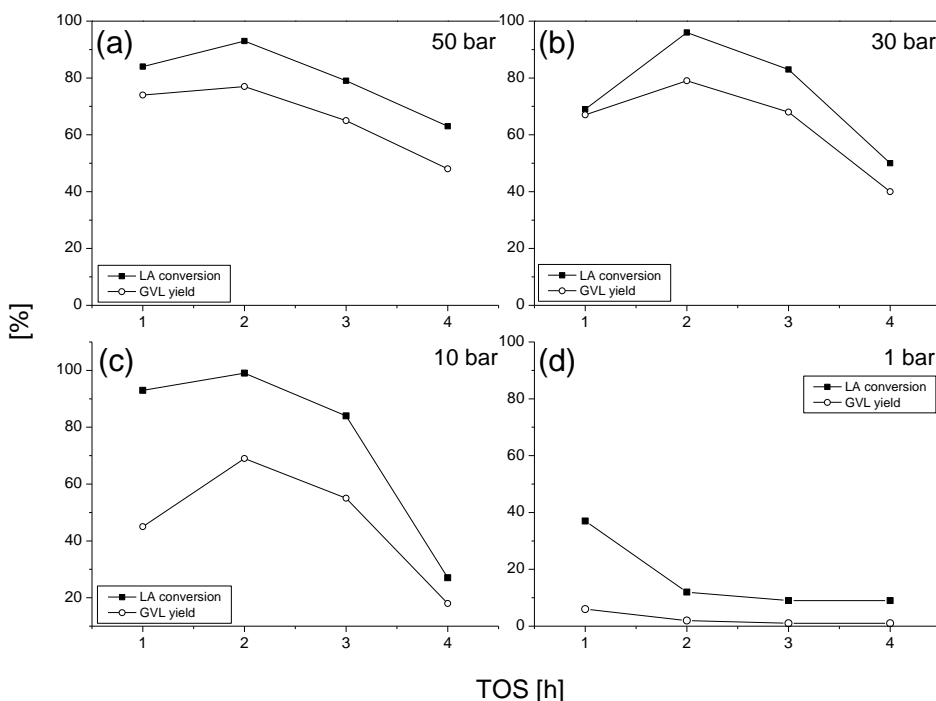 (a)
50 bar
100
80
60
40
20
0
1
2
3
4
LA conversion
GVL yield
(b)
30 bar
100
80
60
40
20
0
1
2
3
4
LA conversion
GVL yield
[%]
(c)
10 bar
100
80
60
40
20
1
2
3
4
LA conversion
GVL yield
(d)
1 bar
100
80
60
40
20
0
1
2
3
4
LA conversion
GVL yield
TOS [h]